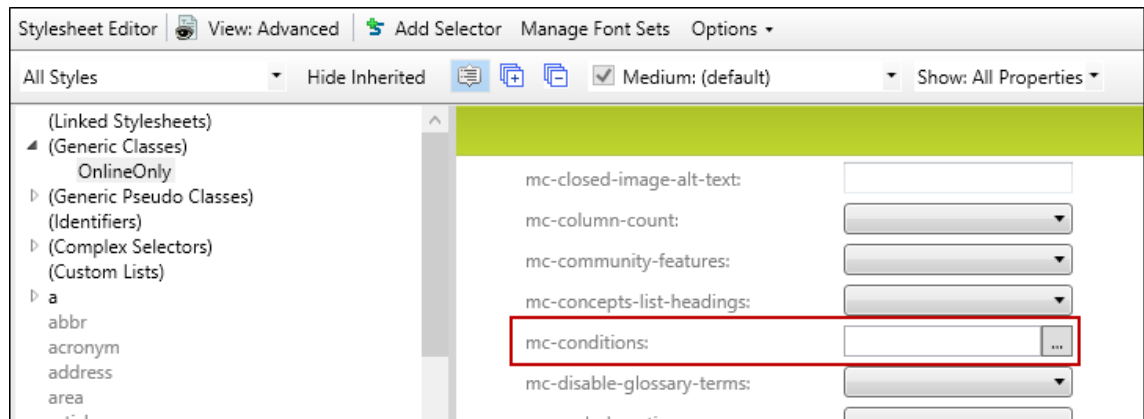 Stylesheet Editor View: Advanced Add Selector Manage Font Sets Options
All Styles Hide Inherited Medium: (default) Show: All Properties
(Linked Stylesheets)
(Generic Classes)
OnlineOnly
(Generic Pseudo Classes)
(Identifiers)
(Complex Selectors)
(Custom Lists)
a
abbr
acronym
address
area
mc-closed-image-alt-text:
mc-column-count:
mc-community-features:
mc-concepts-list-headings:
mc-conditions: ...
mc-disable-glossary-terms: